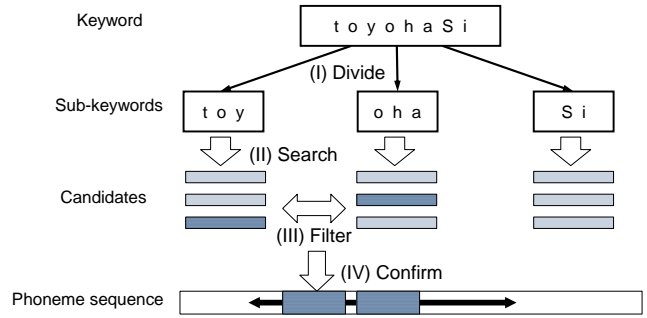 Keyword
t o y o h a S i
(I) Divide
Sub-keywords
t o y
o h a
S i
(II) Search
Candidates
(III) Filter
(IV) Confirm
Phoneme sequence